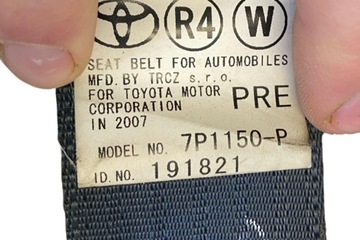 R4 W
SEAT BELT FOR AUTOMOBILES
MFD. BY TRCZ s.r.o.
FOR TOYOTA MOTOR
CORPORATION PRE
IN 2007
MODEL NO. 7P1150-P
ID. NO. 191821